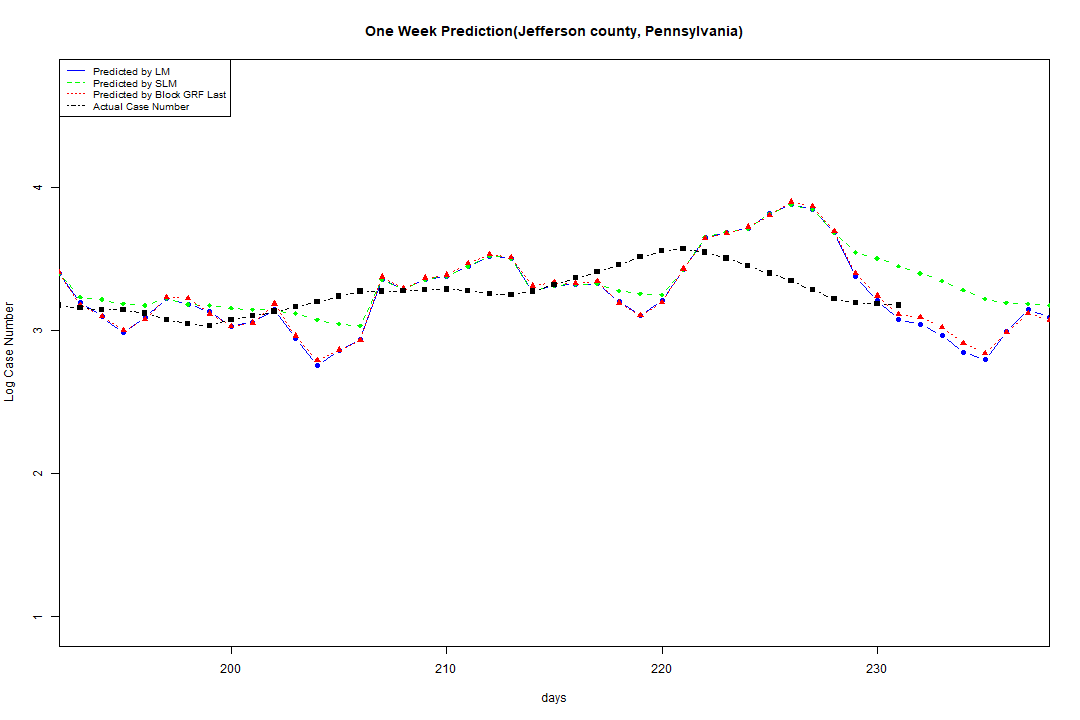 One Week Prediction(Jefferson county, Pennsylvania)
Predicted by LM
Predicted by SLM
Predicted by Block GRF Last
Actual Case Number
4
3
2
1
Log Case Number
200 210 220 230
days